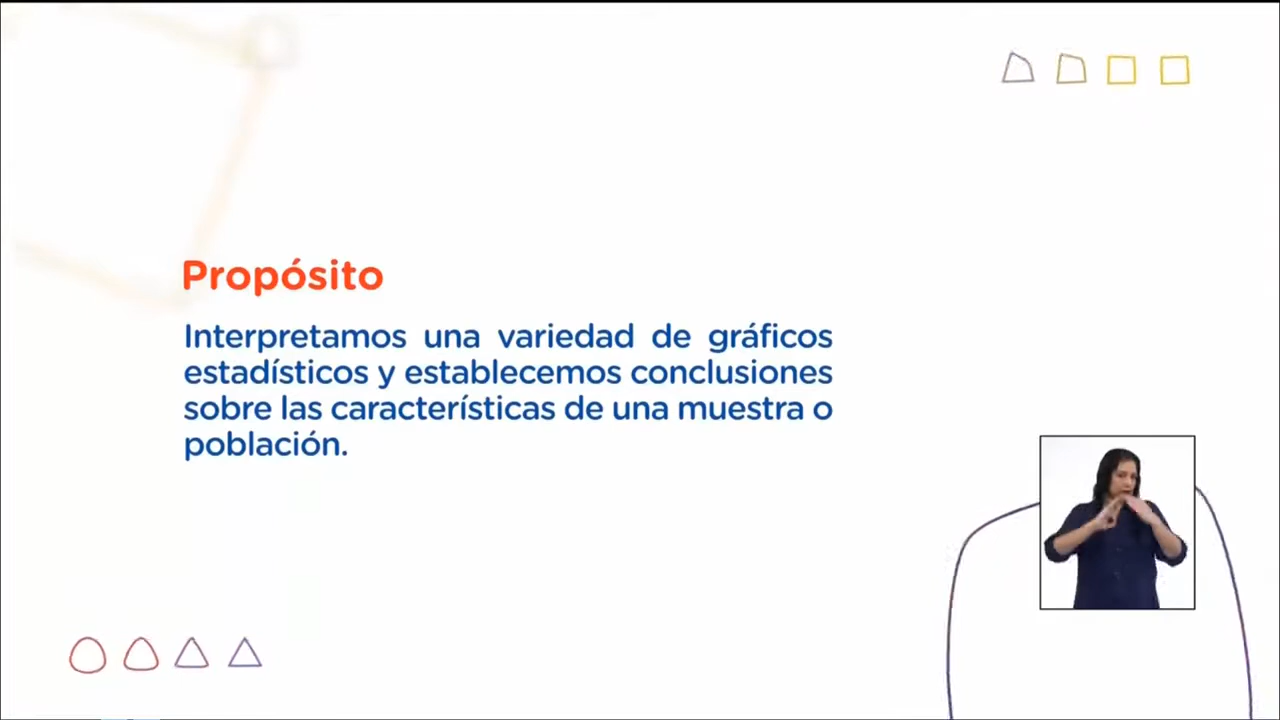 Propósito
Interpretamos una variedad de gráficos
estadísticos y establecemos conclusiones
sobre las características de una muestra o
población.